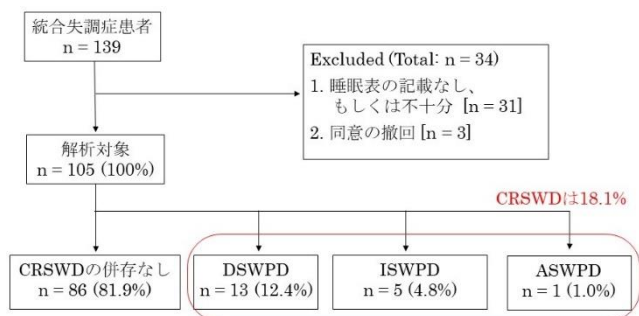 統合失調症患者
n = 139
Excluded (Total: n = 34)
1. 睡眠表の記載なし、
もしくは不十分 [n = 31]
2. 同意の撤回 [n = 3]
解析対象
n = 105 (100%)
CRSWDは18.1%
CRSWDの併存なし
n = 86 (81.9%)
DSWPD
n = 13 (12.4%)
ISWPD
n = 5 (4.8%)
ASWPD
n = 1 (1.0%)